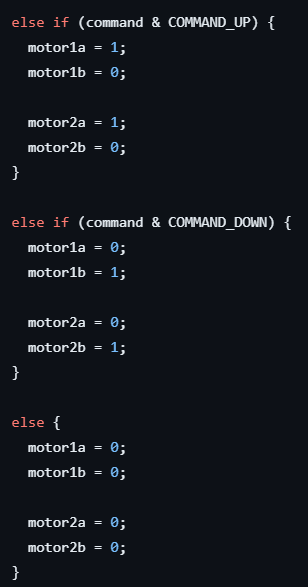 else if (command & COMMAND_UP) {
  motor1a = 1;
  motor1b = 0;

  motor2a = 1;
  motor2b = 0;
}

else if (command & COMMAND_DOWN) {
  motor1a = 0;
  motor1b = 1;

  motor2a = 0;
  motor2b = 1;
}

else {
  motor1a = 0;
  motor1b = 0;

  motor2a = 0;
  motor2b = 0;
}